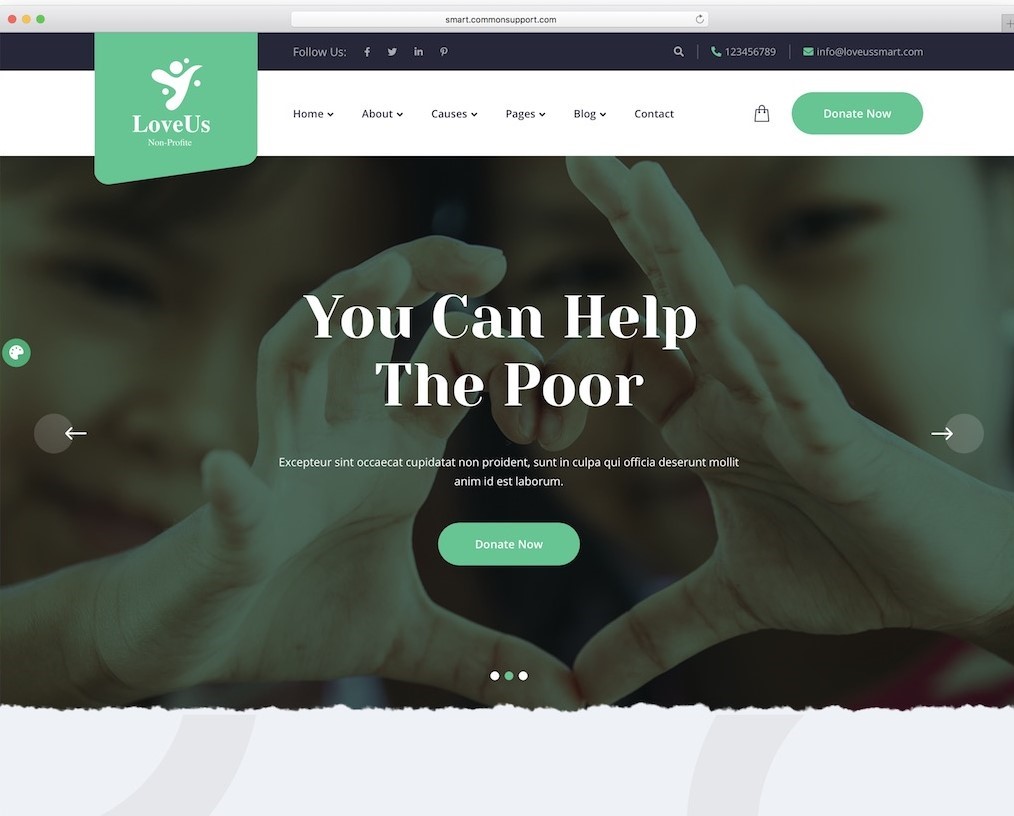 smart.commonsupport.com
Follow Us:
123456789
info@loveussmart.com
LoveUs
Non-Profite
Home
About
Causes
Pages
Blog
Contact
Donate Now
You Can Help
The Poor
Excepteur sint occaecat cupidatat non proident, sunt in culpa qui officia deserunt mollit
anim id est laborum.
Donate Now